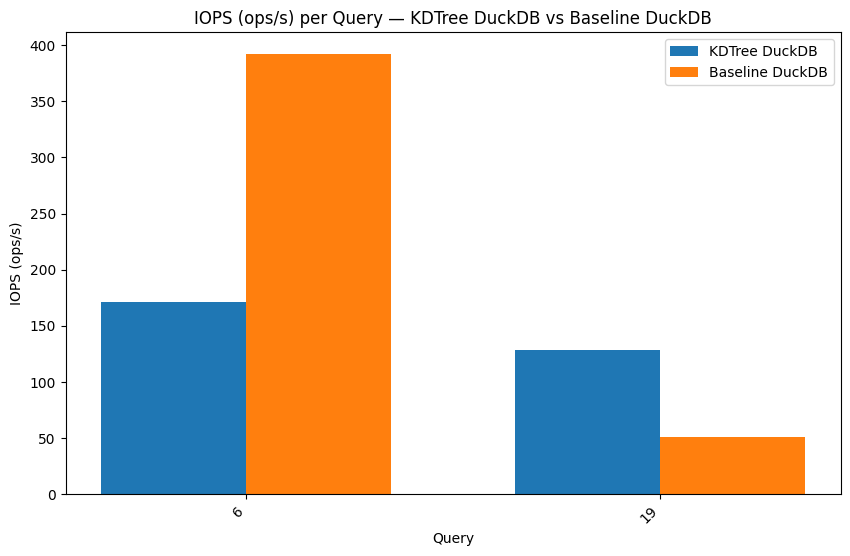 IOPS (ops/s) per Query — KDTree DuckDB vs Baseline DuckDB
KDTree DuckDB
Baseline DuckDB
IOPS (ops/s)
400
350
300
250
200
150
100
50
0
6
19
Query